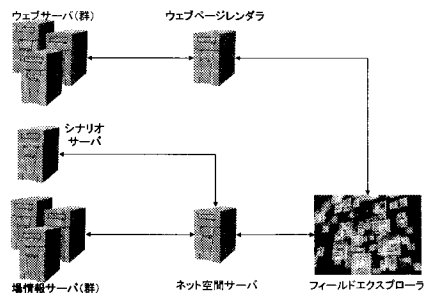 ウェブサーバ(群)
ウェブページレンダラ
シナリオ
サーバ
場情報サーバ(群)
ネット空間サーバ
フィールドエクスプローラ